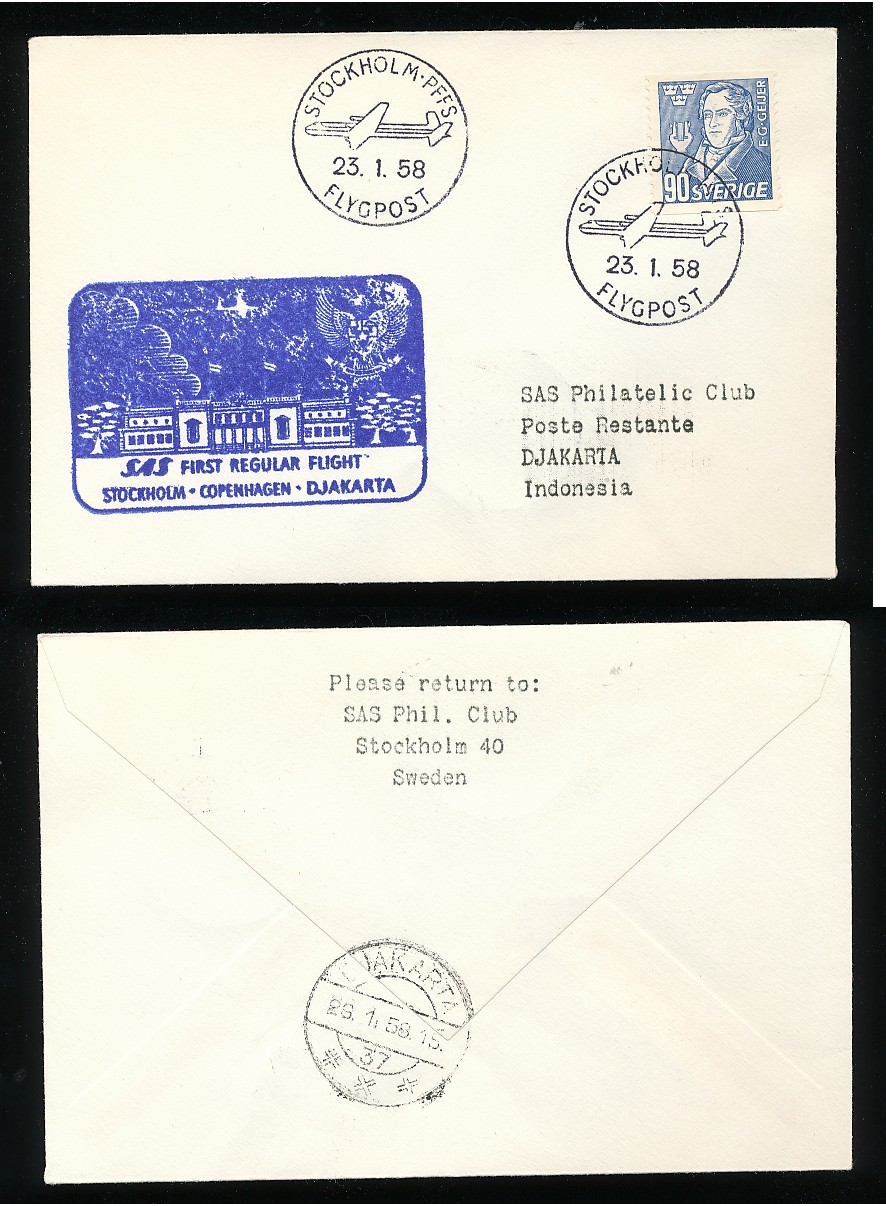 STOCKHOLM·PFFS
23. 1. 58
FLYGPOST
E·G·GEIJER
90 SVERIGE
STOCKHOLM
23. 1. 58
FLYGPOST
SAS FIRST REGULAR FLIGHT
STOCKHOLM · COPENHAGEN · DJAKARTA
SAS Philatelic Club
Poste Restante
DJAKARTA
Indonesia
Please return to:
SAS Phil. Club
Stockholm 40
Sweden
DJAKARTA
1. 58. 15.
37